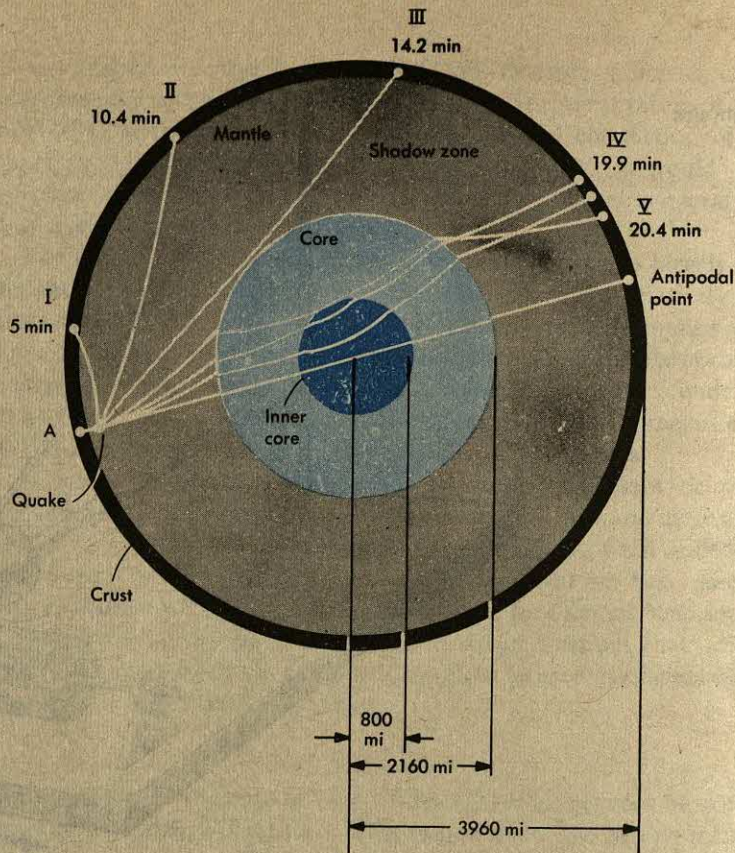 III
14.2 min
II
10.4 min
Mantle
Shadow zone
IV
19.9 min
V
20.4 min
Core
Antipodal
point
I
5 min
Inner
core
A
Quake
Crust
800
mi
2160 mi
3960 mi